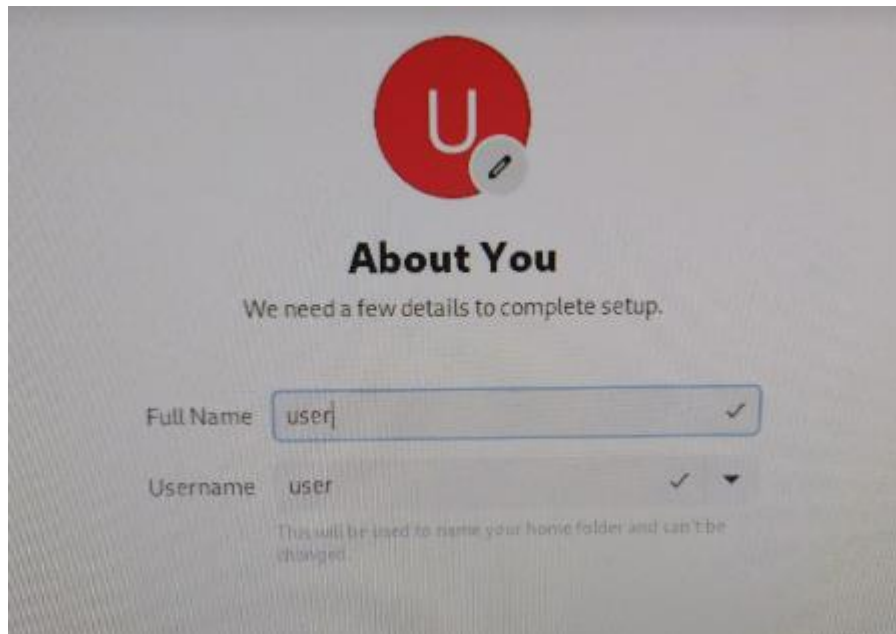 U
About You
We need a few details to complete setup.
Full Name user
Username user
This will be used to name your home folder and can't be
changed.